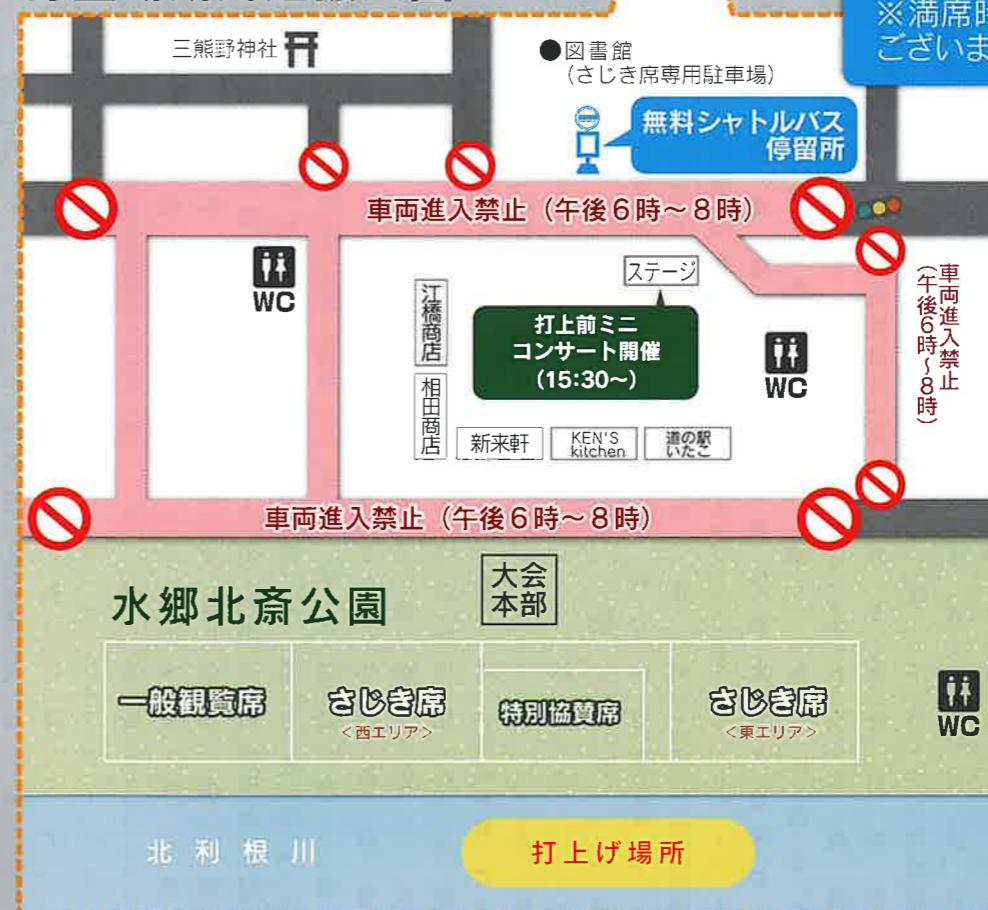 ※満席時
ございま
三熊野神社
●図書館
（さじき席専用駐車場）
無料シャトルバス
停留所
車両進入禁止（午後６時〜８時）
WC
ステージ
江橋商店
打上前ミニ
コンサート開催
（15:30〜）
WC
車両進入禁止
（午後6時〜8時）
相田商店
新来軒
KEN'S
kitchen
道の駅
いたこ
車両進入禁止（午後６時〜８時）
大会
本部
水郷北斎公園
一般観覧席
さじき席
＜西エリア＞
特別協賛席
さじき席
＜東エリア＞
WC
北利根川
打上げ場所